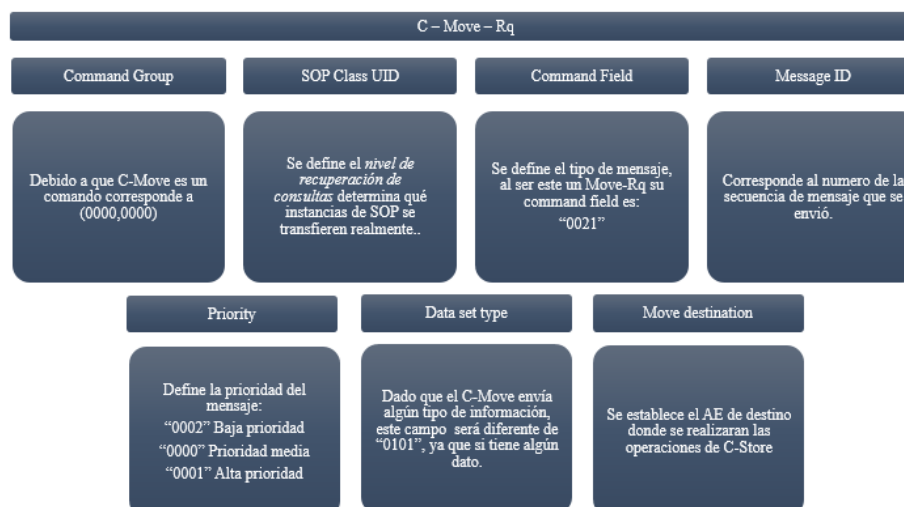 C – Move – Rq
Command Group
SOP Class UID
Command Field
Message ID
Debido a que C-Move es un
comando corresponde a
(0000,0000)
Se define el nivel de
recuperación de
consultas determina qué
instancias de SOP se
transfieren realmente..
Se define el tipo de mensaje,
al ser este un Move-Rq su
command field es:
“0021”
Corresponde al numero de la
secuencia de mensaje que se
envió.
Priority
Data set type
Move destination
Define la prioridad del
mensaje:
“0002” Baja prioridad
“0000” Prioridad media
“0001” Alta prioridad
Dado que el C-Move envía
algún tipo de información,
este campo será diferente de
“0101”, ya que si tiene algún
dato.
Se establece el AE de destino
donde se realizaran las
operaciones de C-Store